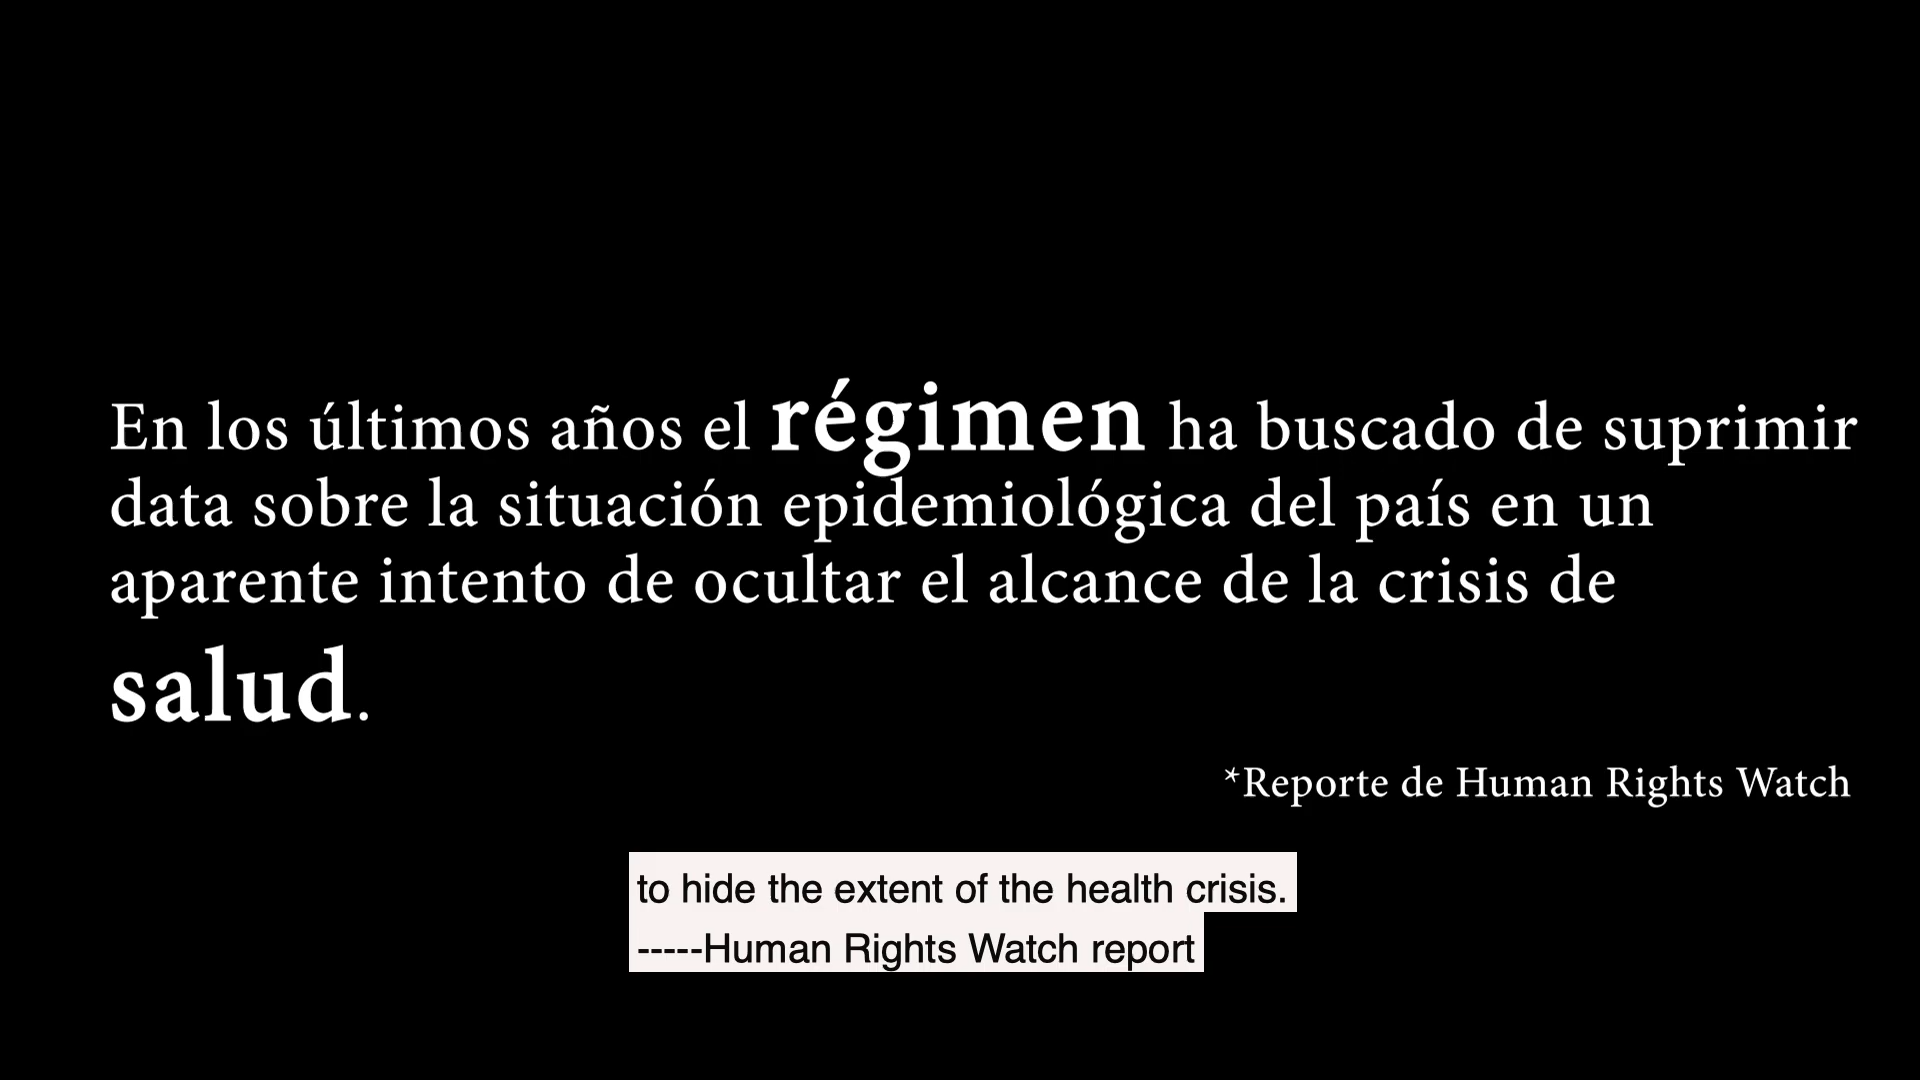 En los últimos años el régimen ha buscado de suprimir
data sobre la situación epidemiológica del país en un
aparente intento de ocultar el alcance de la crisis de
salud.
*Reporte de Human Rights Watch
to hide the extent of the health crisis.
-----Human Rights Watch report